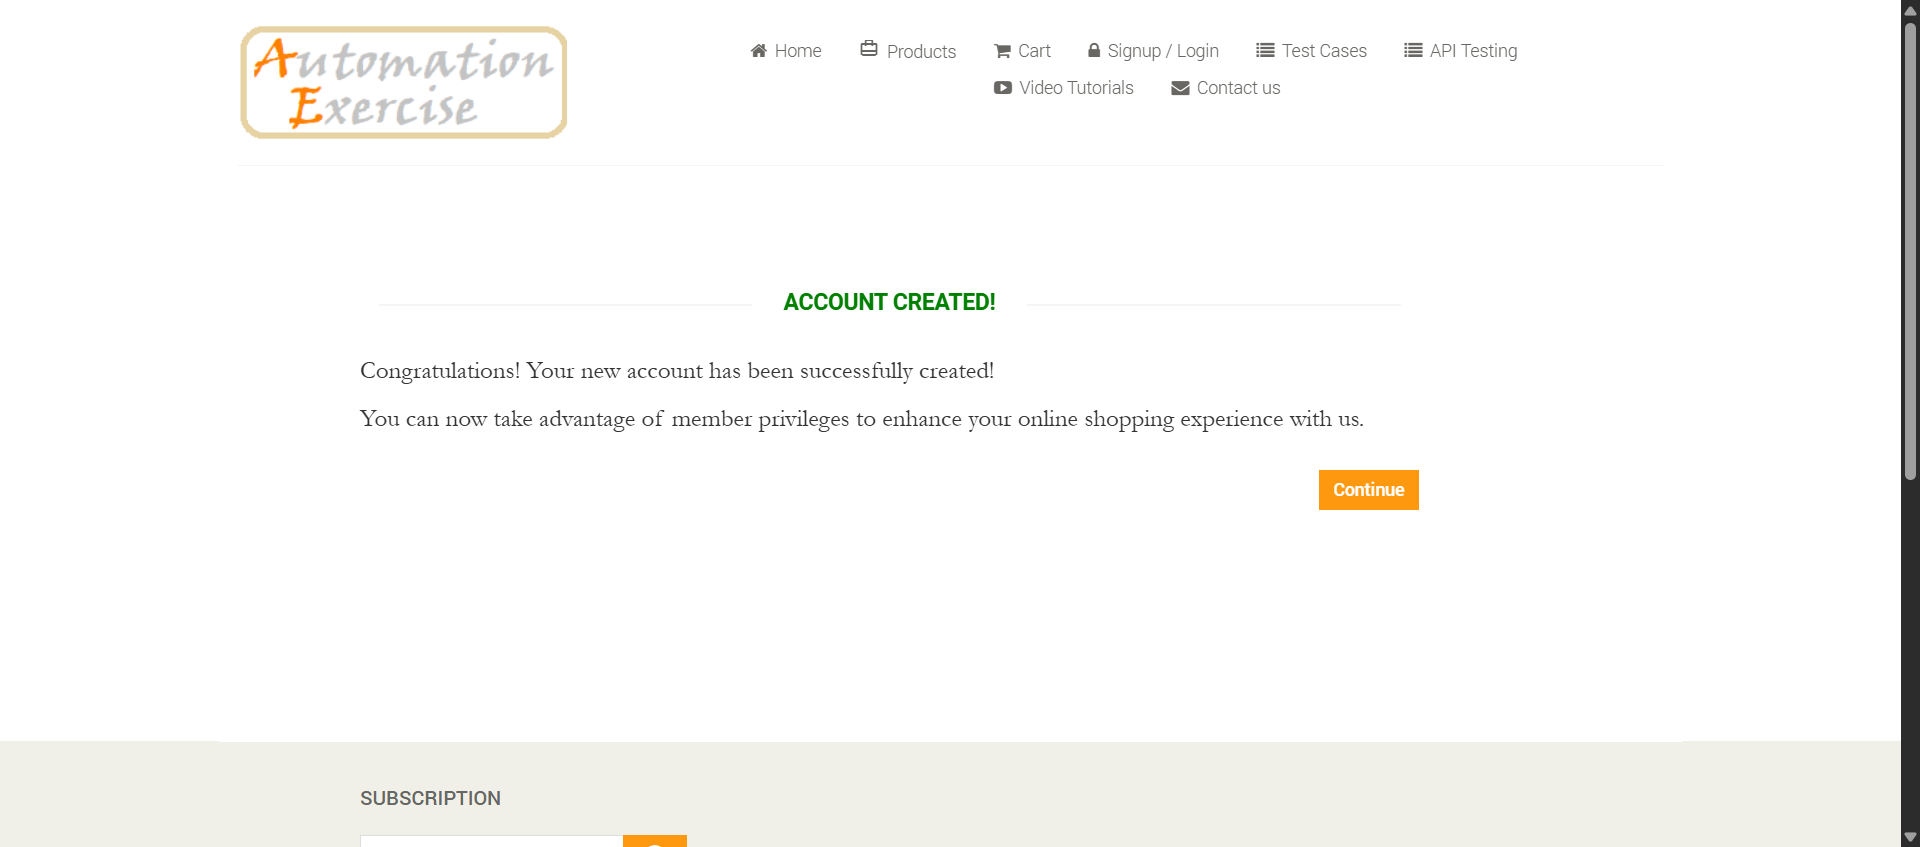 Automation
Exercise
Home Products Cart Signup / Login Test Cases API Testing
Video Tutorials Contact us
ACCOUNT CREATED!
Congratulations! Your new account has been successfully created!
You can now take advantage of member privileges to enhance your online shopping experience with us.
Continue
SUBSCRIPTION